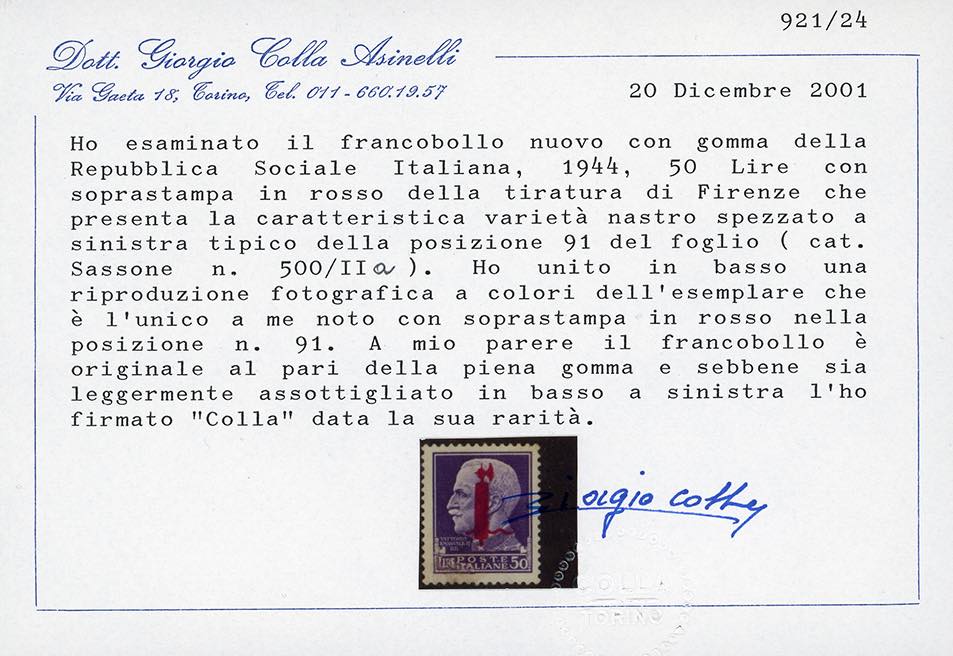 921/24
Dott. Giorgio Colla Asinelli
Via Gaeta 18, Torino, Tel. 011-660.19.57
20 Dicembre 2001
Ho esaminato il francobollo nuovo con gomma della
Repubblica Sociale Italiana, 1944, 50 Lire con
soprastampa in rosso della tiratura di Firenze che
presenta la caratteristica varietà nastro spezzato a
sinistra tipico della posizione 91 del foglio ( cat.
Sassone n. 500/IIa ). Ho unito in basso una
riproduzione fotografica a colori dell'esemplare che
è l'unico a me noto con soprastampa in rosso nella
posizione n. 91. A mio parere il francobollo è
originale al pari della piena gomma e sebbene sia
leggermente assottigliato in basso a sinistra l'ho
firmato "Colla" data la sua rarità.
Giorgio Colla
POSTE
ITALIANE 50
COLLA
TORINO